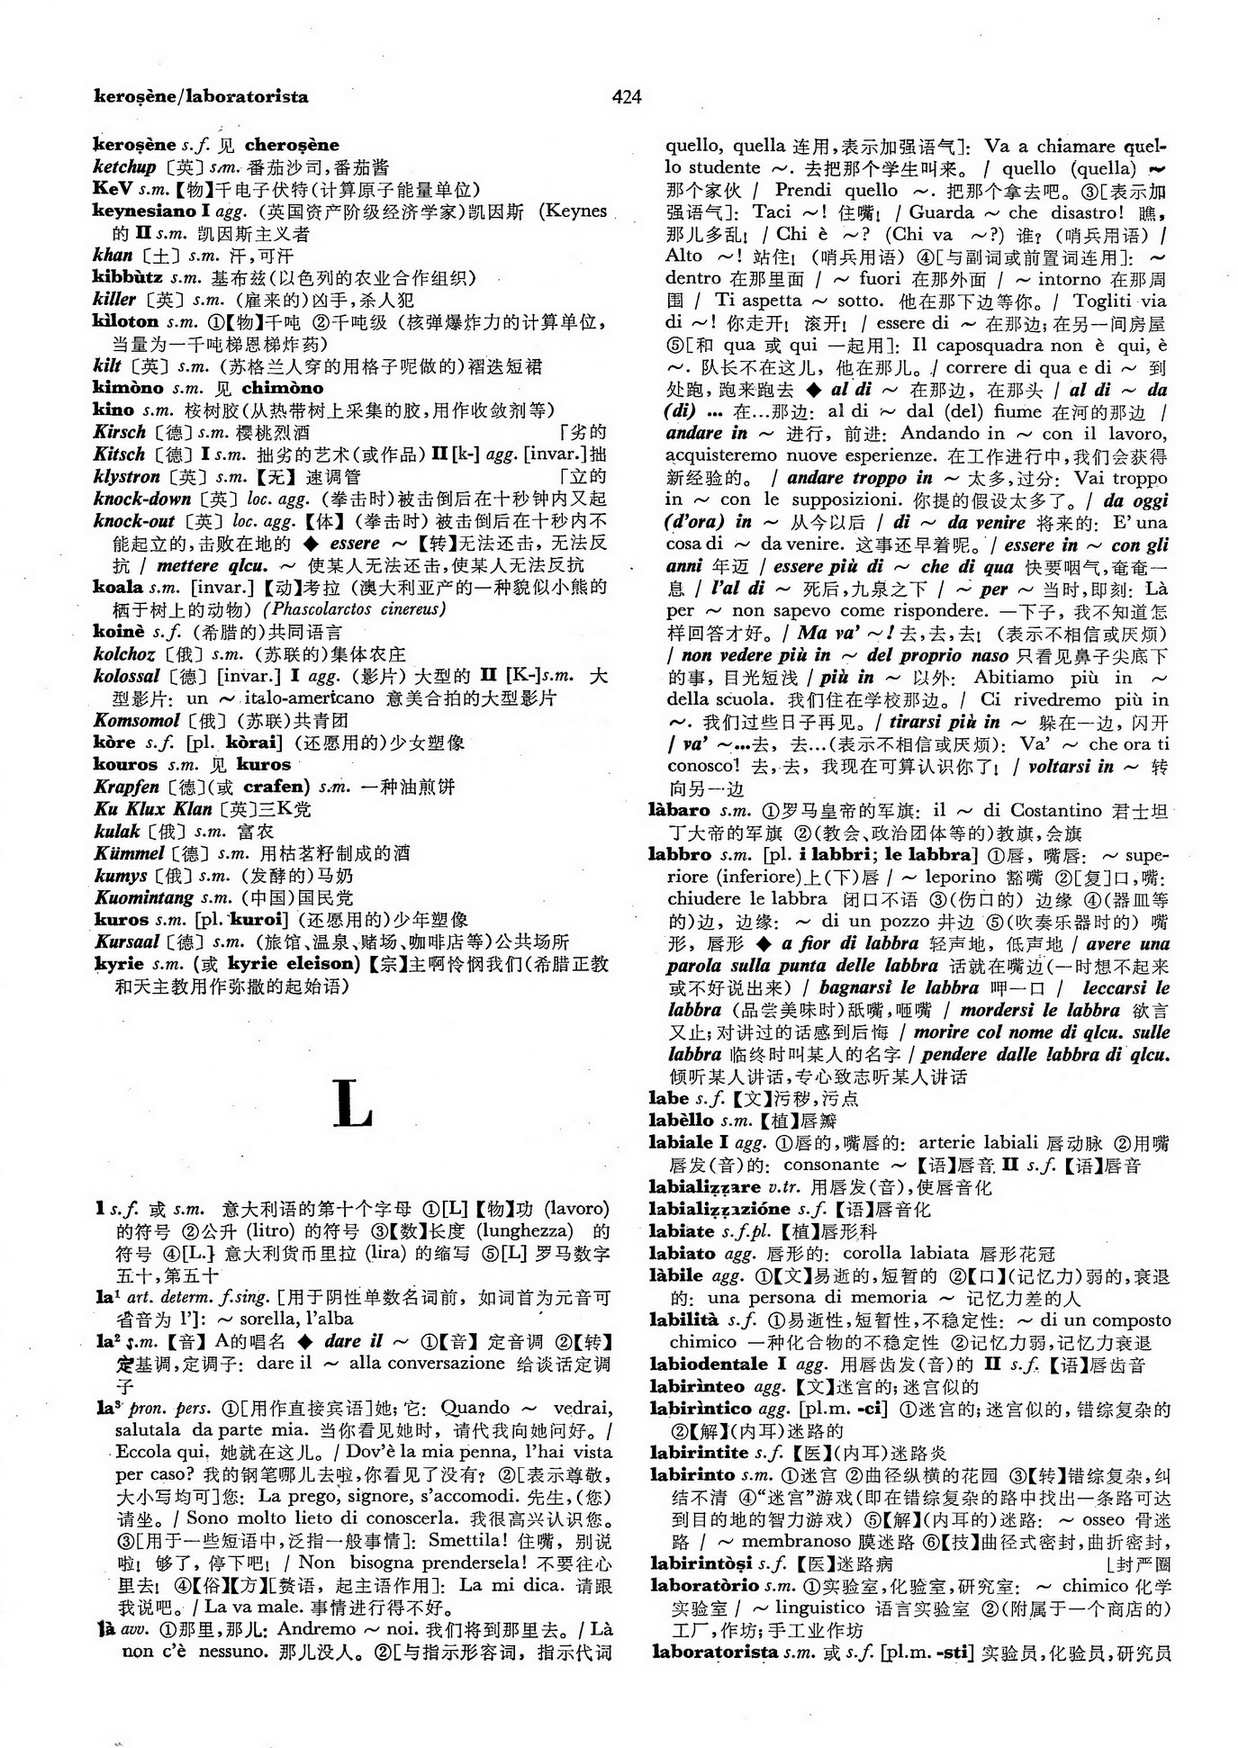 keroṣène/laboratorista
424
keroṣène s.f. 见 cheroṣène
ketchup〔英〕s.m. 番茄沙司,番茄酱
KeV s.m.【物】千电子伏特(计算原子能量单位)
keynesiano I agg. (英国资产阶级经济学家)凯因斯 (Keynes
的 II s.m. 凯因斯主义者
khan〔土〕s.m. 汗,可汗
kibbùtz s.m. 基布兹(以色列的农业合作组织)
killer〔英〕s.m. (雇来的)凶手,杀人犯
kìloton s.m. ①【物】千吨 ②千吨级 (核弹爆炸力的计算单位,
当量为一千吨梯恩梯炸药)
kilt〔英〕s.m. (苏格兰人穿的用格子呢做的)褶迭短裙
kimòno s.m. 见 chimòno
kino s.m. 桉树胶(从热带树上采集的胶,用作收敛剂等)
Kirsch〔德〕s.m. 樱桃烈酒 「劣的
Kitsch〔德〕I s.m. 拙劣的艺术(或作品) II [k-] agg. [invar.]拙
klystron〔英〕s.m.【无】速调管 「立的
knock-down〔英〕loc. agg. (拳击时)被击倒后在十秒钟内又起
knock-out〔英〕loc. agg.【体】(拳击时) 被击倒后在十秒内不
能起立的,击败在地的 ◆ essere ~【转】无法还击, 无法反
抗 / mettere qlcu. ~ 使某人无法还击,使某人无法反抗
koala s.m. [invar.]【动】考拉 (澳大利亚产的一种貌似小熊的
栖于树上的动物) (Phascolarctos cinereus)
koinè s.f. (希腊的)共同语言
kolchoz〔俄〕s.m. (苏联的)集体农庄
kolossal〔德〕[invar.] I agg. (影片) 大型的 II [K-]s.m. 大
型影片: un ~ italo-americano 意美合拍的大型影片
Komsomol〔俄〕(苏联)共青团
kòre s.f. [pl. kòrai] (还愿用的)少女塑像
kouros s.m. 见 kuros
Krapfen〔德〕(或 crafen) s.m. 一种油煎饼
Ku Klux Klan [英]三K党
kulak〔俄〕s.m. 富农
Kümmel〔德〕s.m. 用枯茗籽制成的酒
kumys〔俄〕s.m. (发酵的)马奶
Kuomintang s.m. (中国)国民党
kuros s.m. [pl. kuroi] (还愿用的)少年塑像
Kursaal〔德〕s.m. (旅馆、温泉、赌场、咖啡店等)公共场所
kyrie s.m. (或 kyrie eleison)【宗】主啊怜悯我们(希腊正教
和天主教用作弥撒的起始语)
L
l s.f. 或 s.m. 意大利语的第十个字母 ①[L]【物】功 (lavoro)
的符号 ②公升 (litro) 的符号 ③【数】长度 (lunghezza) 的
符号 ④[L.] 意大利货币里拉 (lira) 的缩写 ⑤[L] 罗马数字
五十,第五十
la¹ art. determ. f.sing. [用于阴性单数名词前, 如词首为元音可
省音为 l']: ~ sorella, l'alba
la² s.m.【音】A的唱名 ◆ dare il ~ ①【音】定音调 ②【转】
定基调,定调子: dare il ~ alla conversazione 给谈话定调
子
la³ pron. pers. ①[用作直接宾语]她;它: Quando ~ vedrai,
salutala da parte mia. 当你看见她时, 请代我向她问好。/
Eccola qui. 她就在这儿。/ Dov'è la mia penna, l'hai vista
per caso? 我的钢笔哪儿去啦,你看见了没有? ②[表示尊敬,
大小写均可]您: La prego, signore, s'accomodi. 先生,(您)
请坐。/ Sono molto lieto di conoscerla. 我很高兴认识您。
③[用于一些短语中,泛指一般事情]: Smettila! 住嘴, 别说
啦! 够了, 停下吧! / Non bisogna prendersela! 不要往心
里去! ④【俗】【方】[赘语, 起主语作用]: La mi dica. 请跟
我说吧。/ La va male. 事情进行得不好。
là avv. ①那里,那儿: Andremo ~ noi. 我们将到那里去。/ Là
non c'è nessuno. 那儿没人。②[与指示形容词, 指示代词
quello, quella 连用,表示加强语气]: Va a chiamare quel-
lo studente ~. 去把那个学生叫来。/ quello (quella) ~
那个家伙 / Prendi quello ~. 把那个拿去吧。③[表示加
强语气]: Taci ~! 住嘴! / Guarda ~ che disastro! 瞧,
那儿多乱! / Chi è ~? (Chi va ~?) 谁? (哨兵用语) /
Alto ~! 站住! (哨兵用语) ④[与副词或前置词连用]: ~
dentro 在那里面 / ~ fuori 在那外面 / ~ intorno 在那周
围 / Ti aspetta ~ sotto. 他在那下边等你。/ Togliti via
di ~! 你走开! 滚开! / essere di ~ 在那边;在另一间房屋
⑤[和 qua 或 qui 一起用]: Il caposquadra non è qui, è
~. 队长不在这儿, 他在那儿。/ correre di qua e di ~ 到
处跑,跑来跑去 ◆ al di ~ 在那边, 在那头 / al di ~ da
(di) … 在…那边: al di ~ dal (del) fiume 在河的那边 /
andare in ~ 进行, 前进: Andando in ~ con il lavoro,
acquisteremo nuove esperienze. 在工作进行中,我们会获得
新经验的。/ andare troppo in ~ 太多,过分: Vai troppo
in ~ con le supposizioni. 你提的假设太多了。/ da oggi
(d'ora) in ~ 从今以后 / di ~ da venire 将来的: E' una
cosa di ~ da venire. 这事还早着呢。/ essere in ~ con gli
anni 年迈 / essere più di ~ che di qua 快要咽气,奄奄一
息 / l'al di ~ 死后,九泉之下 / ~ per ~ 当时,即刻: Là
per ~ non sapevo come rispondere. 一下子, 我不知道怎
样回答才好。/ Ma va' ~! 去,去,去! (表示不相信或厌烦)
/ non vedere più in ~ del proprio naso 只看见鼻子尖底下
的事, 目光短浅 / più in ~ 以外: Abitiamo più in ~
della scuola. 我们住在学校那边。/ Ci rivedremo più in
~. 我们过些日子再见。/ tirarsi più in ~ 躲在一边, 闪开
/ va' ~…去, 去…(表示不相信或厌烦): Va' ~ che ora ti
conosco! 去,去, 我现在可算认识你了! / voltarsi in ~ 转
向另一边
làbaro s.m. ①罗马皇帝的军旗: il ~ di Costantino 君士坦
丁大帝的军旗 ②(教会、政治团体等的)教旗,会旗
labbro s.m. [pl. i labbri; le labbra] ①唇, 嘴唇: ~ supe-
riore (inferiore)上(下)唇 / ~ leporino 豁嘴 ②[复]口,嘴:
chiudere le labbra 闭口不语 ③(伤口的) 边缘 ④(器皿等
的)边, 边缘: ~ di un pozzo 井边 ⑤(吹奏乐器时的) 嘴
形, 唇形 ◆ a fior di labbra 轻声地, 低声地 / avere una
parola sulla punta delle labbra 话就在嘴边(一时想不起来
或不好说出来) / bagnarsi le labbra 呷一口 / leccarsi le
labbra (品尝美味时)舐嘴,咂嘴 / mordersi le labbra 欲言
又止;对讲过的话感到后悔 / morire col nome di qlcu. sulle
labbra 临终时叫某人的名字 / pendere dalle labbra di qlcu.
倾听某人讲话,专心致志听某人讲话
labe s.f.【文】污秽,污点
labèllo s.m.【植】唇瓣
labiale I agg. ①唇的,嘴唇的: arterie labiali 唇动脉 ②用嘴
唇发(音)的: consonante ~【语】唇音 II s.f.【语】唇音
labializẓare v.tr. 用唇发(音),使唇音化
labializẓazióne s.f.【语】唇音化
labiate s.f.pl.【植】唇形科
labiato agg. 唇形的: corolla labiata 唇形花冠
làbile agg. ①【文】易逝的,短暂的 ②【口】(记忆力)弱的,衰退
的: una persona di memoria ~ 记忆力差的人
labilità s.f. ①易逝性,短暂性,不稳定性: ~ di un composto
chimico 一种化合物的不稳定性 ②记忆力弱,记忆力衰退
labiodentale I agg. 用唇齿发(音)的 II s.f.【语】唇齿音
labirìnteo agg.【文】迷宫的;迷宫似的
labirìntico agg. [pl.m. -ci] ①迷宫的;迷宫似的, 错综复杂的
②【解】(内耳)迷路的
labirintite s.f.【医】(内耳)迷路炎
labirinto s.m. ①迷宫 ②曲径纵横的花园 ③【转】错综复杂,纠
结不清 ④“迷宫”游戏(即在错综复杂的路中找出一条路可达
到目的地的智力游戏) ⑤【解】(内耳的)迷路: ~ osseo 骨迷
路 / ~ membranoso 膜迷路 ⑥【技】曲径式密封,曲折密封,
labirintòṣi s.f.【医】迷路病 ⌊封严圈
laboratòrio s.m. ①实验室,化验室,研究室: ~ chimico 化学
实验室 / ~ linguistico 语言实验室 ②(附属于一个商店的)
工厂,作坊;手工业作坊
laboratorista s.m. 或 s.f. [pl.m. -sti] 实验员,化验员,研究员